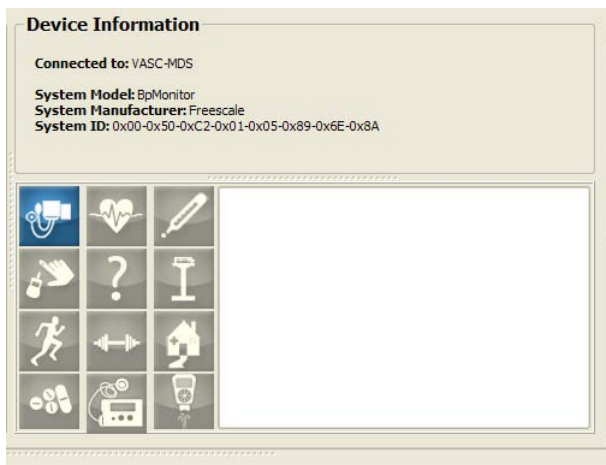 Device Information
Connected to: VASC-MDS
System Model: BpMonitor
System Manufacturer: Freescale
System ID: 0x00-0x50-0xC2-0x01-0x05-0x89-0x6E-0x8A
?